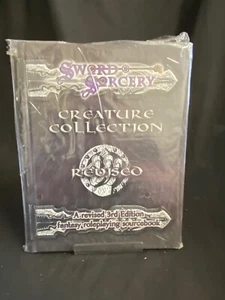 SWORD & SORCERY
CREATURE
COLLECTION
REVISED
A revised 3rd Edition
fantasy roleplaying sourcebook